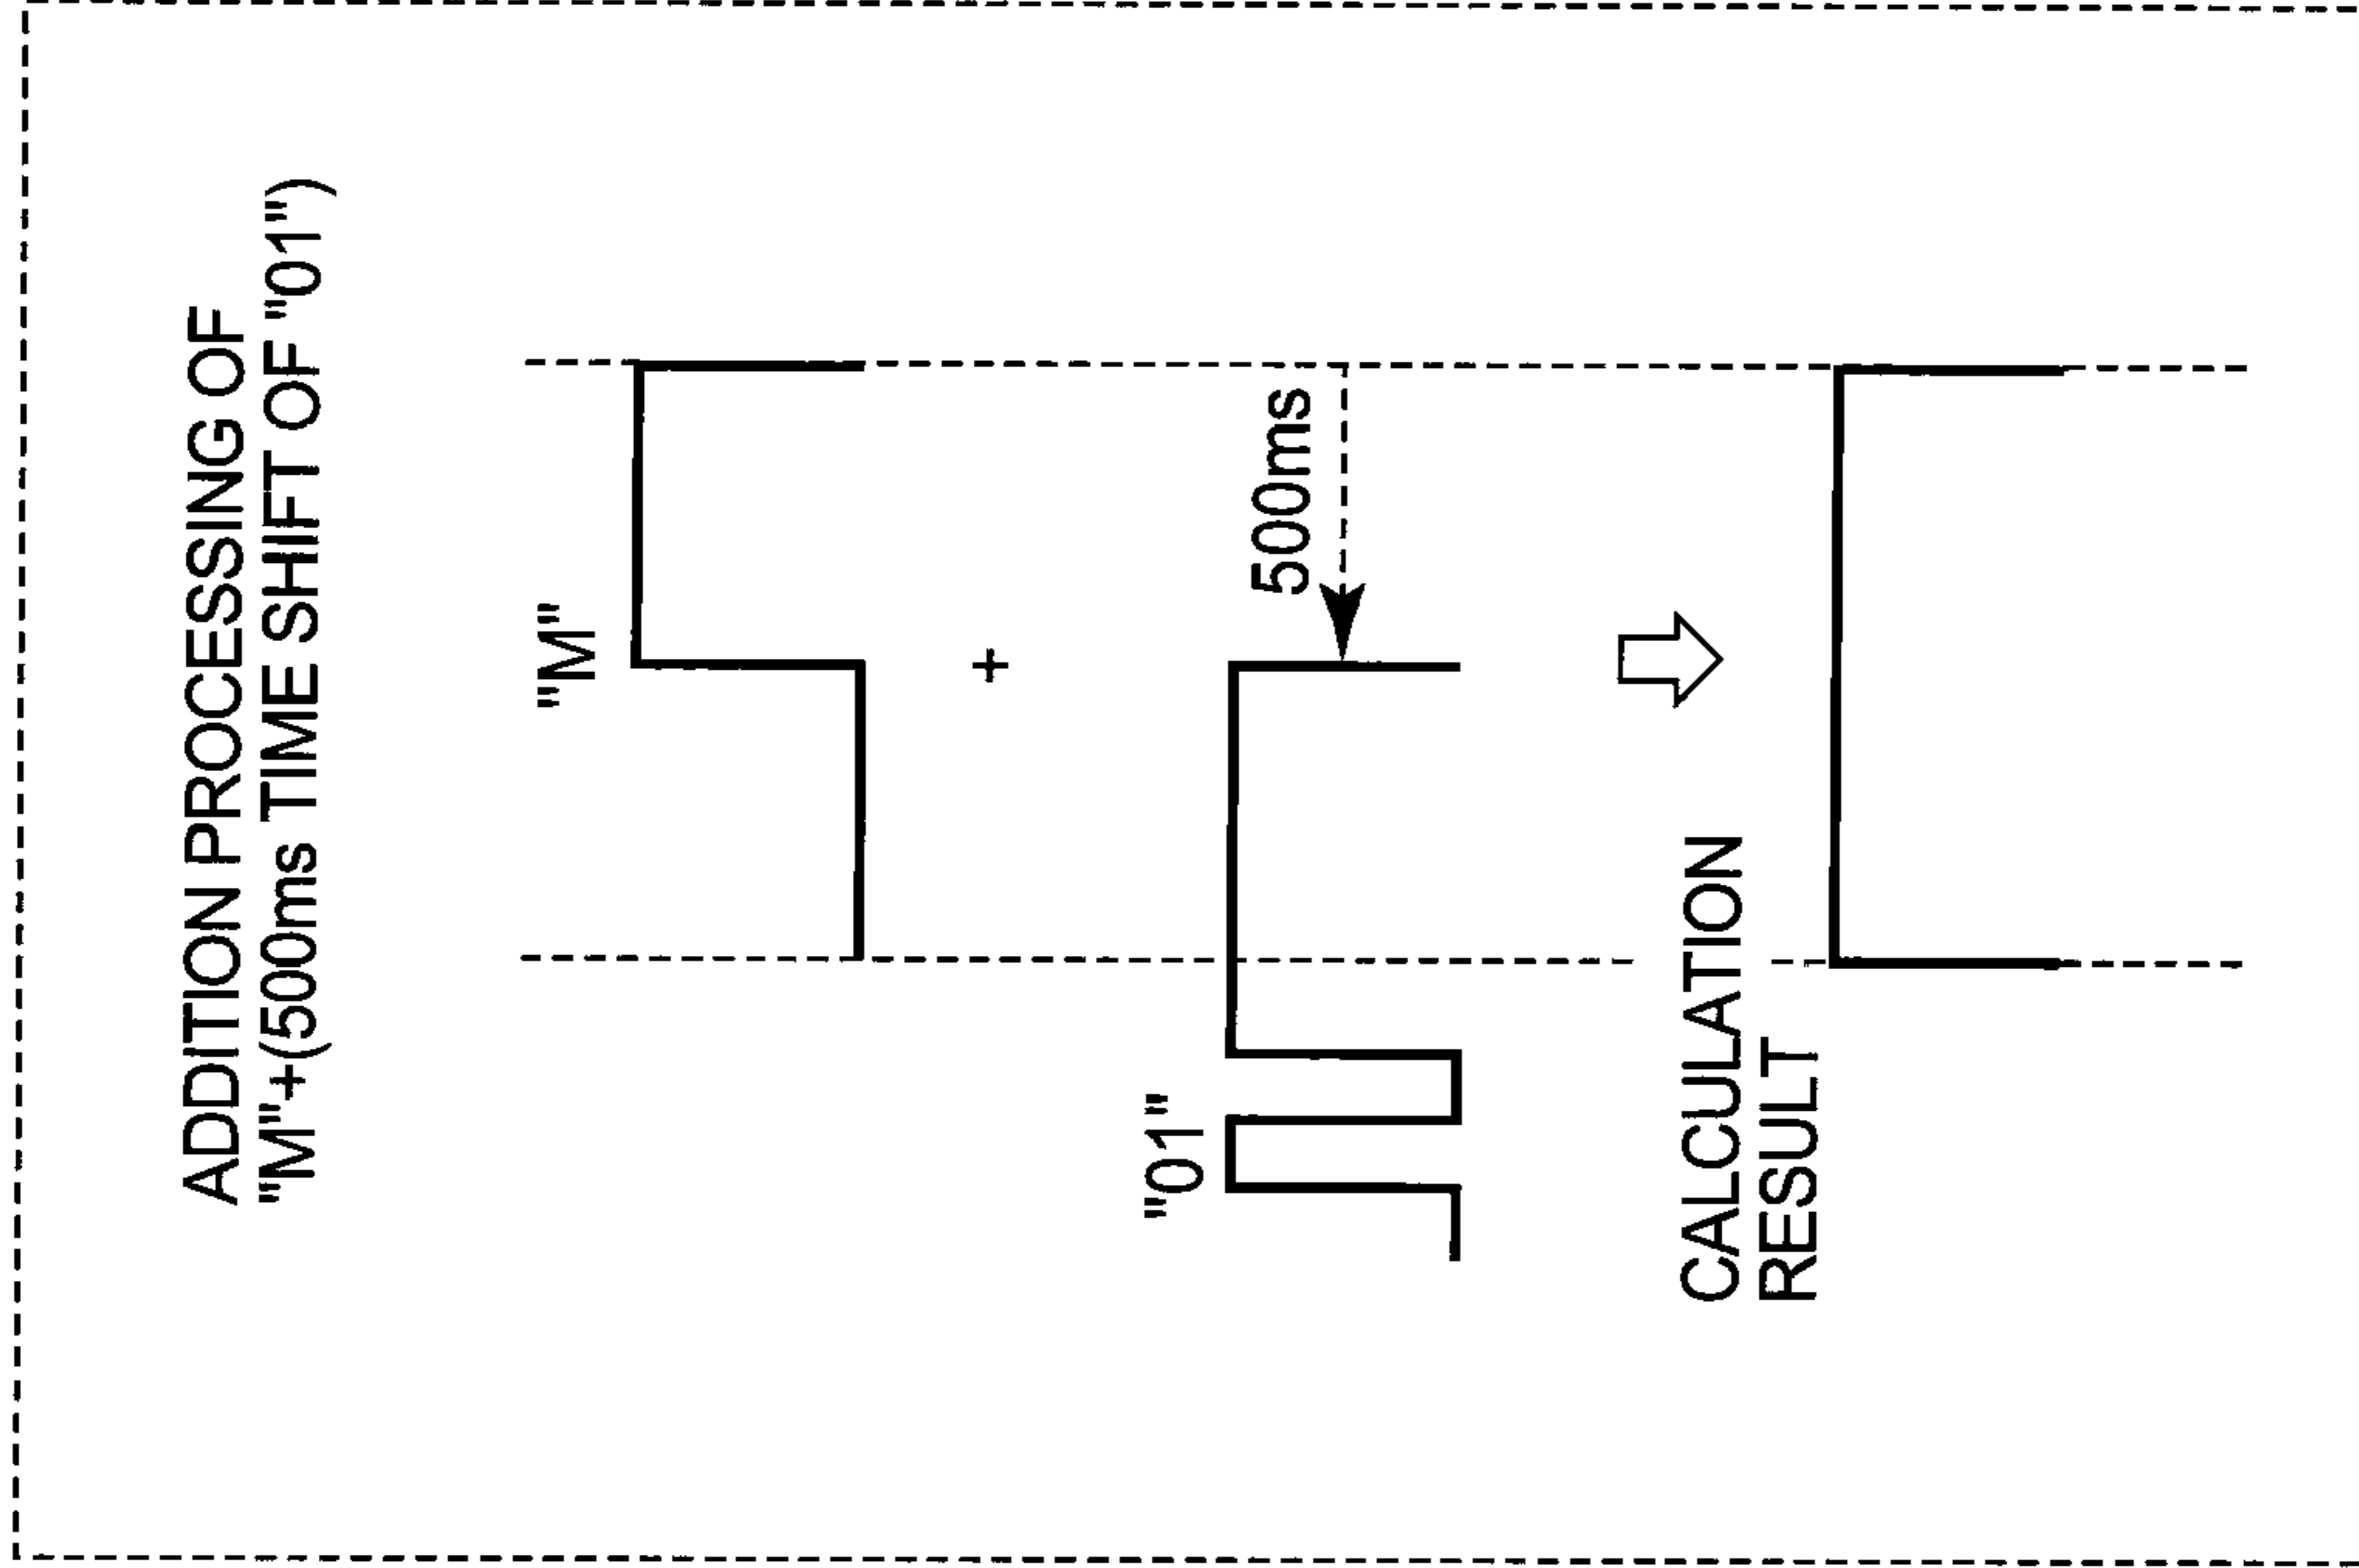 ADDITION PROCESSING OF
"M"+(500ms TIME SHIFT OF "01")
"M"
+
"01"
500ms
CALCULATION
RESULT